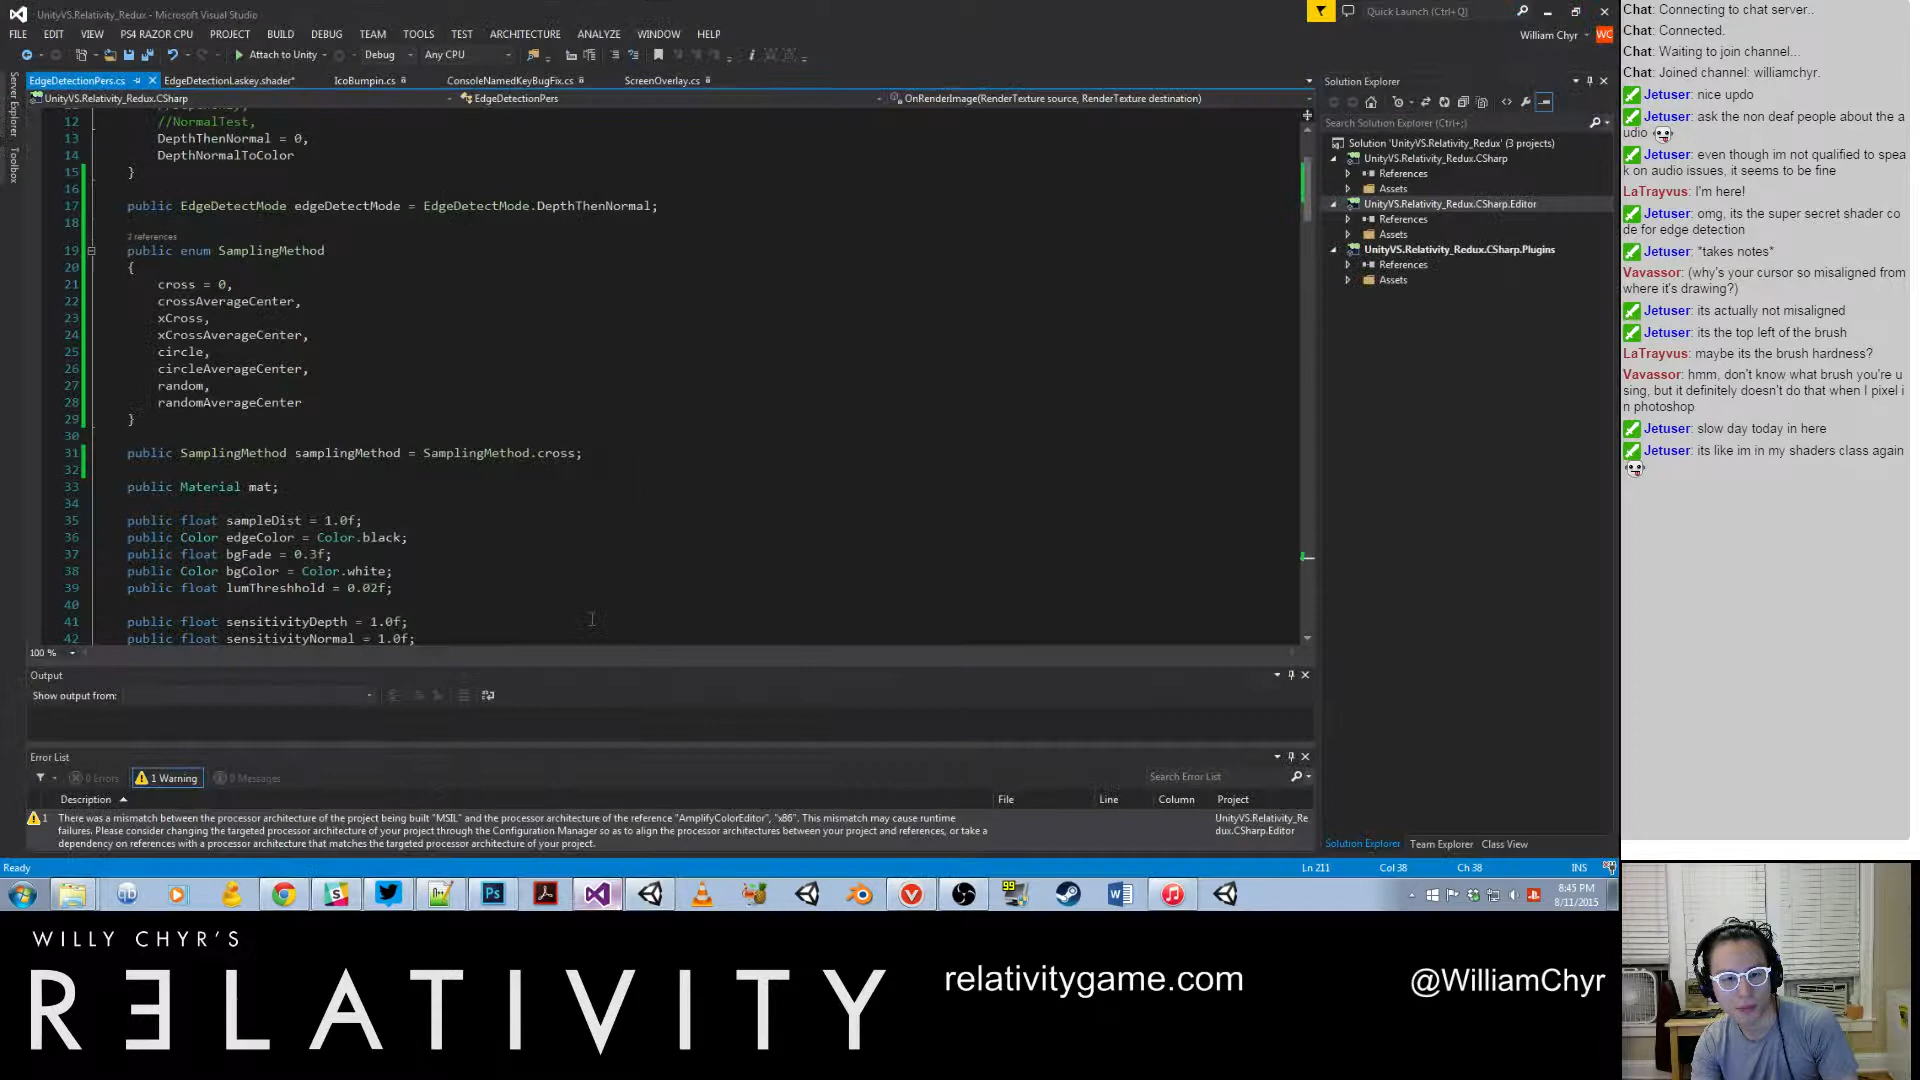 UnityVS.Relativity_Redux - Microsoft Visual Studio
Quick Launch (Ctrl+Q)
FILE EDIT VIEW PS4 RAZOR CPU PROJECT BUILD DEBUG TEAM TOOLS TEST ARCHITECTURE ANALYZE WINDOW HELP
William Chyr WC
Attach to Unity Debug Any CPU
Server Explorer
Toolbox
EdgeDetectionPers.cs EdgeDetectionLaskey.shader* IcoBumpin.cs ConsoleNamedKeyBugFix.cs ScreenOverlay.cs
UnityVS.Relativity_Redux.CSharp EdgeDetectionPers OnRenderImage(RenderTexture source, RenderTexture destination)
12 //NormalTest,
13 DepthThenNormal = 0,
14 DepthNormalToColor
15 }
16
17 public EdgeDetectMode edgeDetectMode = EdgeDetectMode.DepthThenNormal;
18
2 references
19 public enum SamplingMethod
20 {
21 cross = 0,
22 crossAverageCenter,
23 xCross,
24 xCrossAverageCenter,
25 circle,
26 circleAverageCenter,
27 random,
28 randomAverageCenter
29 }
30
31 public SamplingMethod samplingMethod = SamplingMethod.cross;
32
33 public Material mat;
34
35 public float sampleDist = 1.0f;
36 public Color edgeColor = Color.black;
37 public float bgFade = 0.3f;
38 public Color bgColor = Color.white;
39 public float lumThreshhold = 0.02f;
40
41 public float sensitivityDepth = 1.0f;
42 public float sensitivityNormal = 1.0f;
100 %
Output
Show output from:
Error List
0 Errors 1 Warning 0 Messages
Search Error List
Description File Line Column Project
1 There was a mismatch between the processor architecture of the project being built "MSIL" and the processor architecture of the reference "AmplifyColorEditor", "x86". This mismatch may cause runtime
failures. Please consider changing the targeted processor architecture of your project through the Configuration Manager so as to align the processor architectures between your project and references, or take a
dependency on references with a processor architecture that matches the targeted processor architecture of your project.
UnityVS.Relativity_Re
dux.CSharp.Editor
Solution Explorer
Search Solution Explorer (Ctrl+;)
Solution 'UnityVS.Relativity_Redux' (3 projects)
UnityVS.Relativity_Redux.CSharp
References
Assets
UnityVS.Relativity_Redux.CSharp.Editor
References
Assets
UnityVS.Relativity_Redux.CSharp.Plugins
References
Assets
Solution Explorer Team Explorer Class View
Ready Ln 211 Col 38 Ch 38 INS
8:45 PM
8/11/2015
Chat: Connecting to chat server..
Chat: Connected.
Chat: Waiting to join channel...
Chat: Joined channel: williamchyr.
Jetuser: nice updo
Jetuser: ask the non deaf people about the a
udio
Jetuser: even though im not qualified to spea
k on audio issues, it seems to be fine
LaTrayvus: I'm here!
Jetuser: omg, its the super secret shader co
de for edge detection
Jetuser: *takes notes*
Vavassor: (why's your cursor so misaligned from
where it's drawing?)
Jetuser: its actually not misaligned
Jetuser: its the top left of the brush
LaTrayvus: maybe its the brush hardness?
Vavassor: hmm, don't know what brush you're u
sing, but it definitely doesn't do that when I pixel i
n photoshop
Jetuser: slow day today in here
Jetuser: its like im in my shaders class again
WILLY CHYR'S
RƎLATIVITY
relativitygame.com
@WilliamChyr